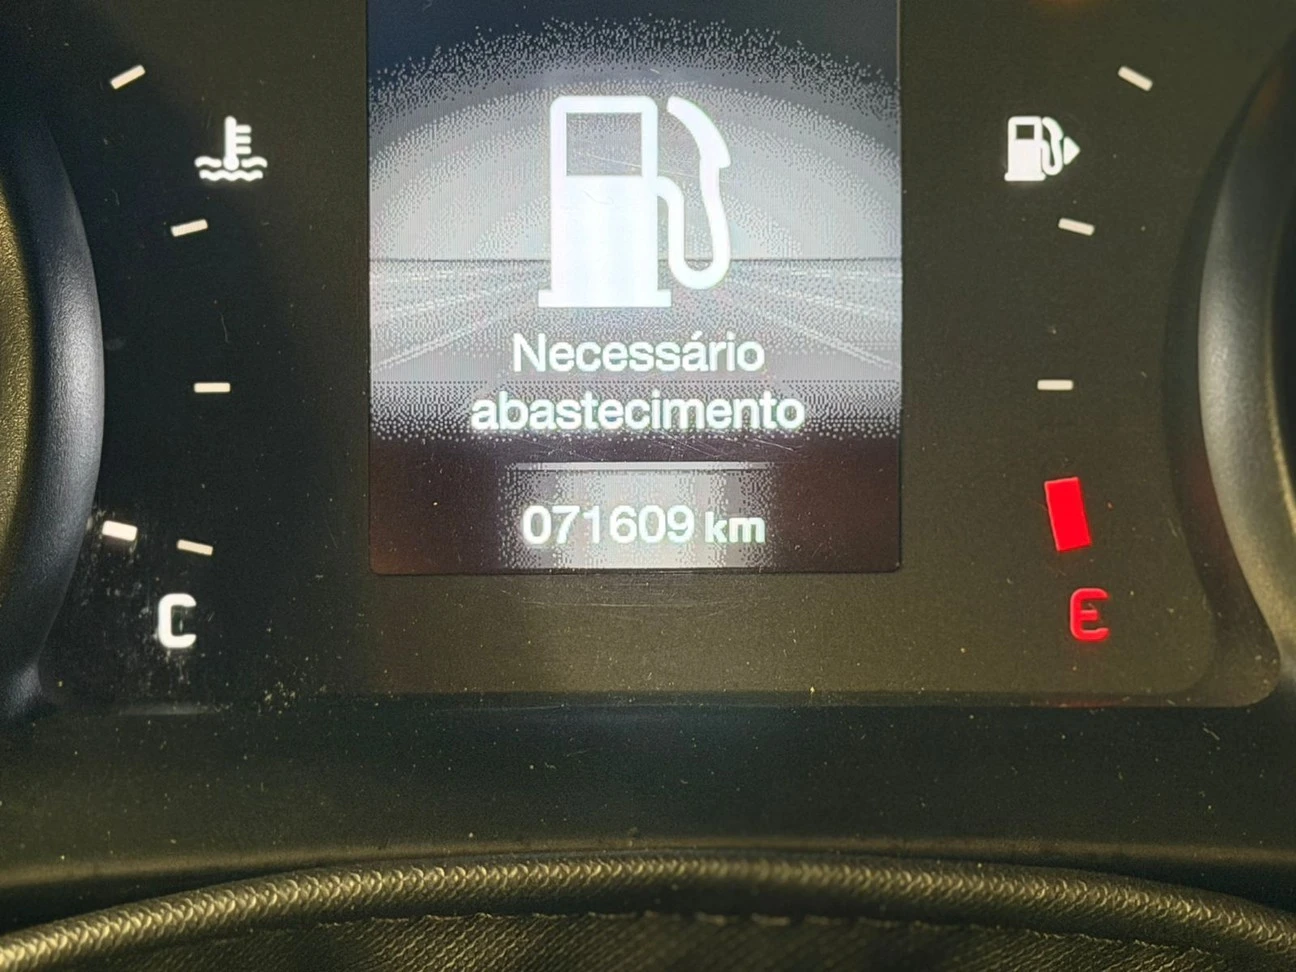 Necessário
abastecimento
071609 km
C
E